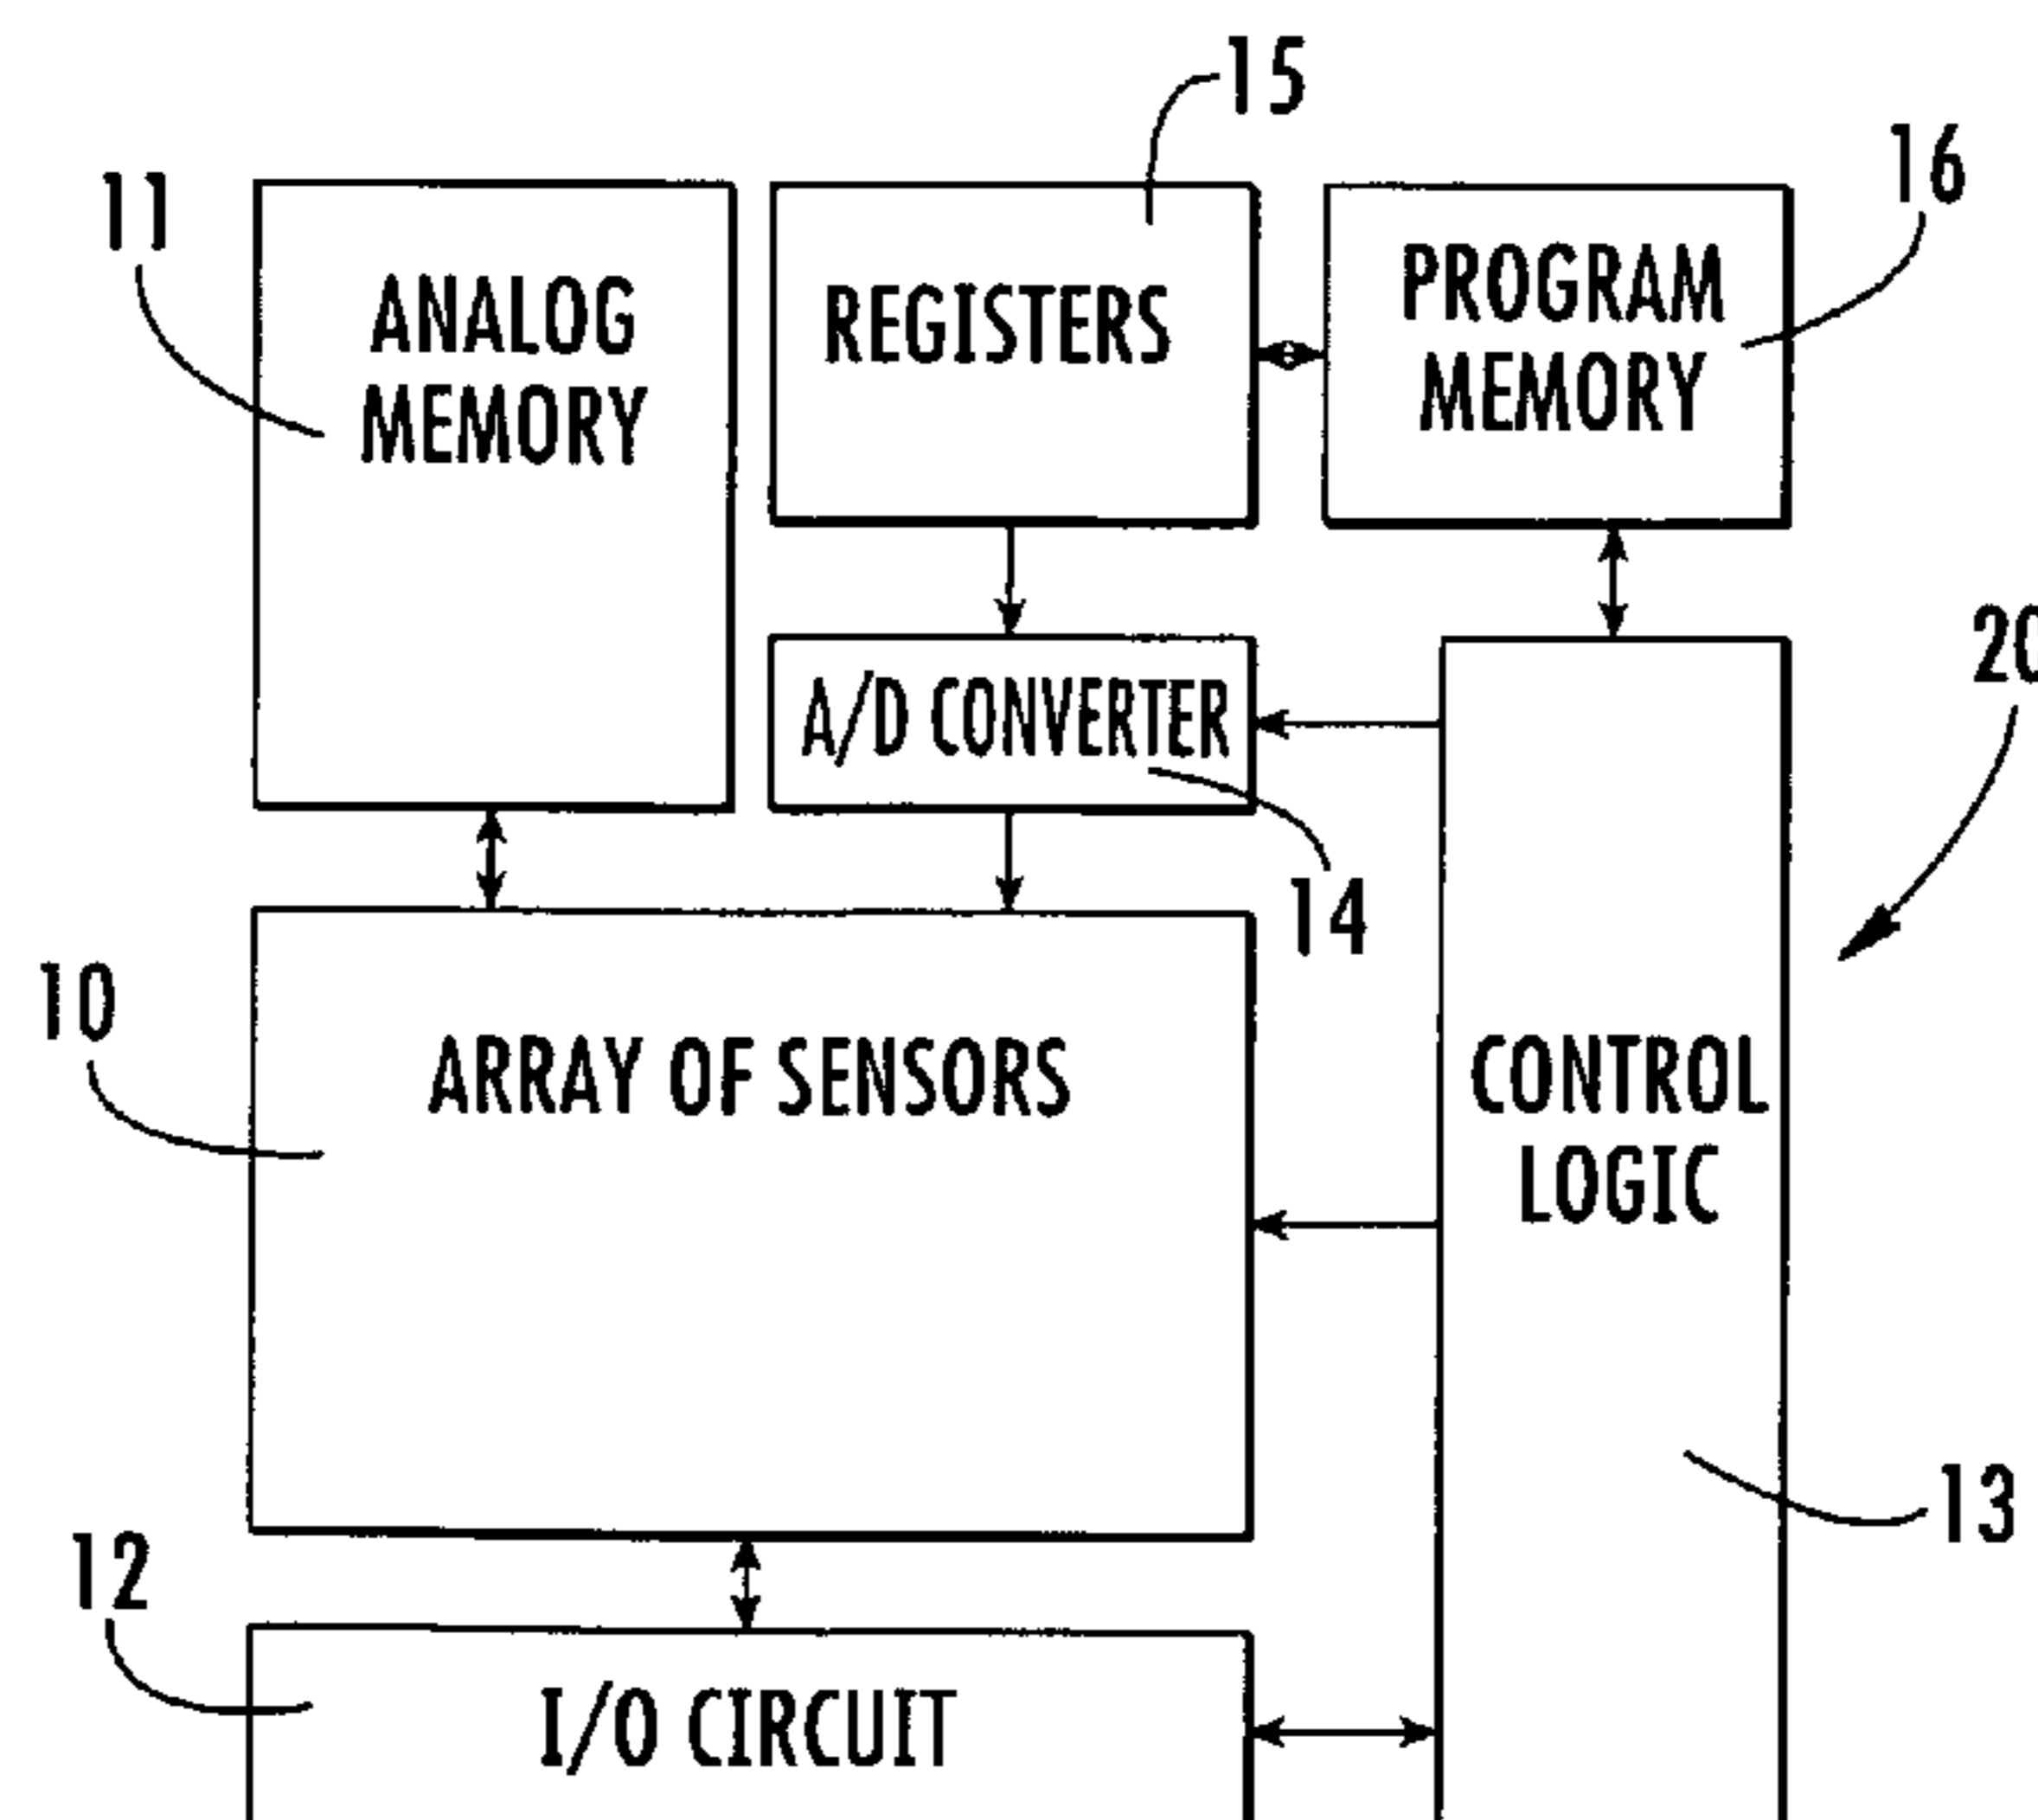 15
16
11
ANALOG
MEMORY
REGISTERS
PROGRAM
MEMORY
20
A/D CONVERTER
14
10
ARRAY OF SENSORS
CONTROL
LOGIC
13
12
I/O CIRCUIT